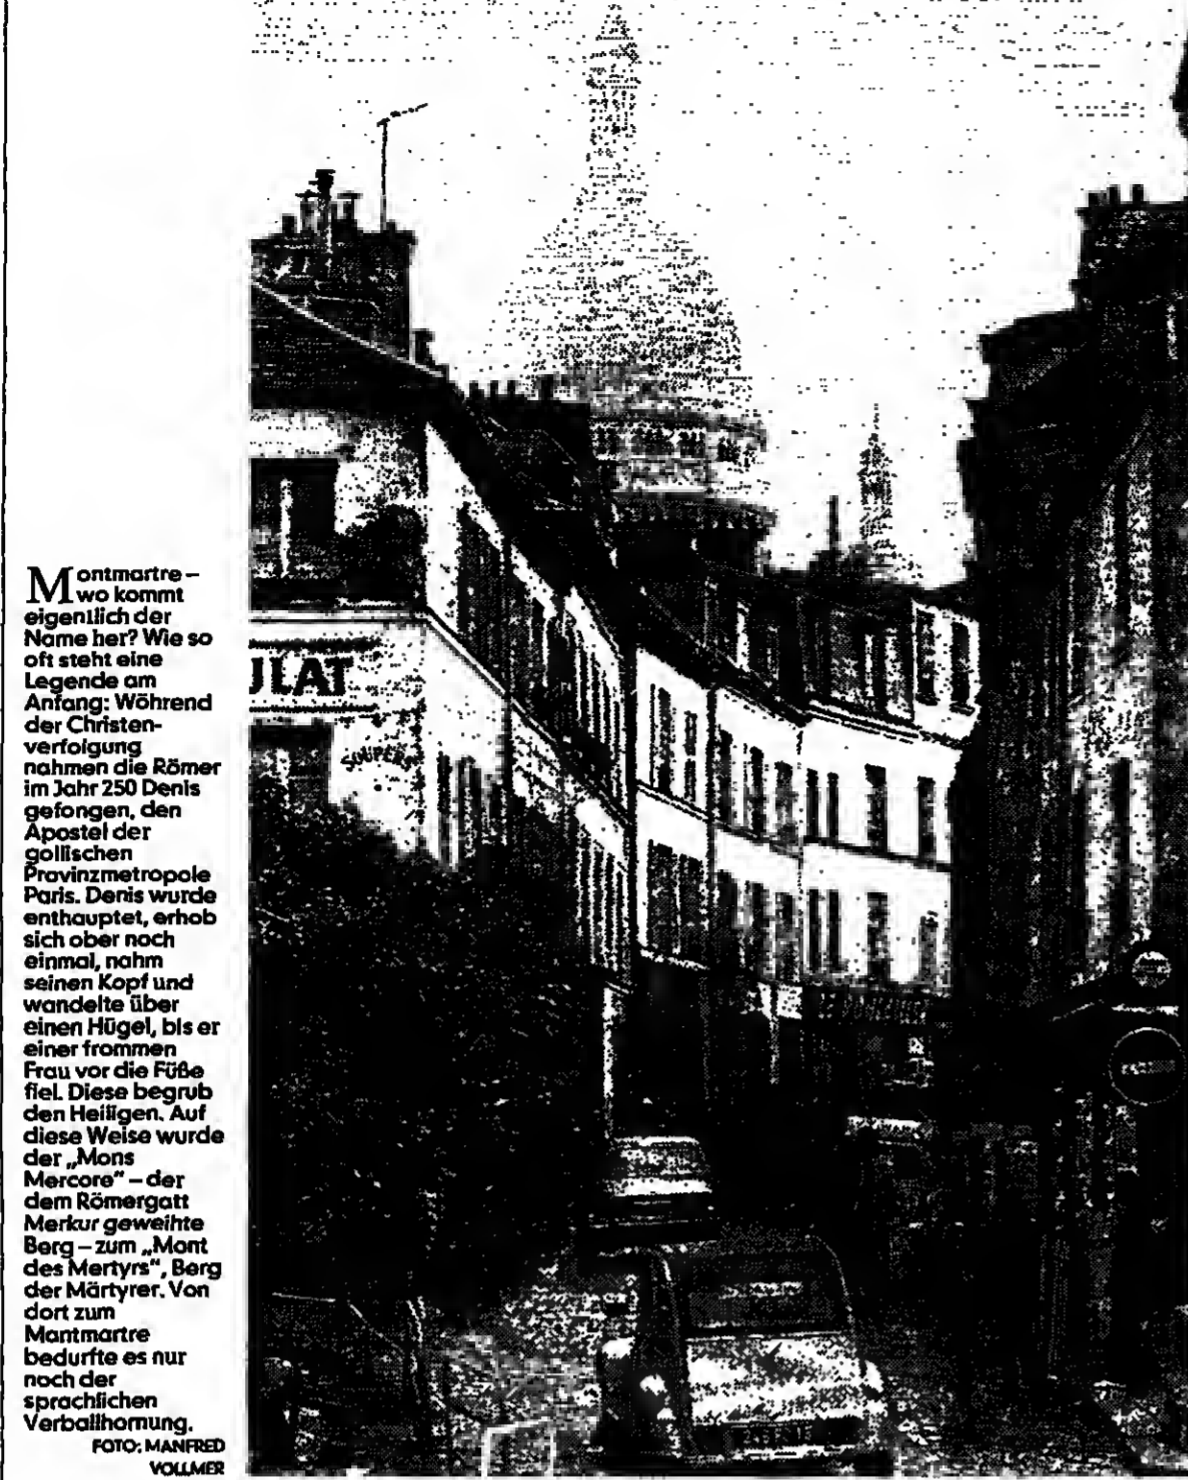 Montmartre –
wo kommt
eigentlich der
Name her? Wie so
oft steht eine
Legende am
Anfang: Während
der Christen-
verfolgung
nahmen die Römer
im Jahr 250 Denis
gefangen, den
Apostel der
gallischen
Provinzmetropole
Paris. Denis wurde
enthauptet, erhob
sich aber noch
einmal, nahm
seinen Kopf und
wandelte über
einen Hügel, bis er
einer frommen
Frau vor die Füße
fiel. Diese begrub
den Heiligen. Auf
diese Weise wurde
der „Mons
Mercore“ – der
dem Römergott
Merkur geweihte
Berg – zum „Mont
des Mertyrs“, Berg
der Märtyrer. Von
dort zum
Montmartre
bedurfte es nur
noch der
sprachlichen
Verballhornung.
FOTO: MANFRED
VOLLMER
ULAT
SOUPERS